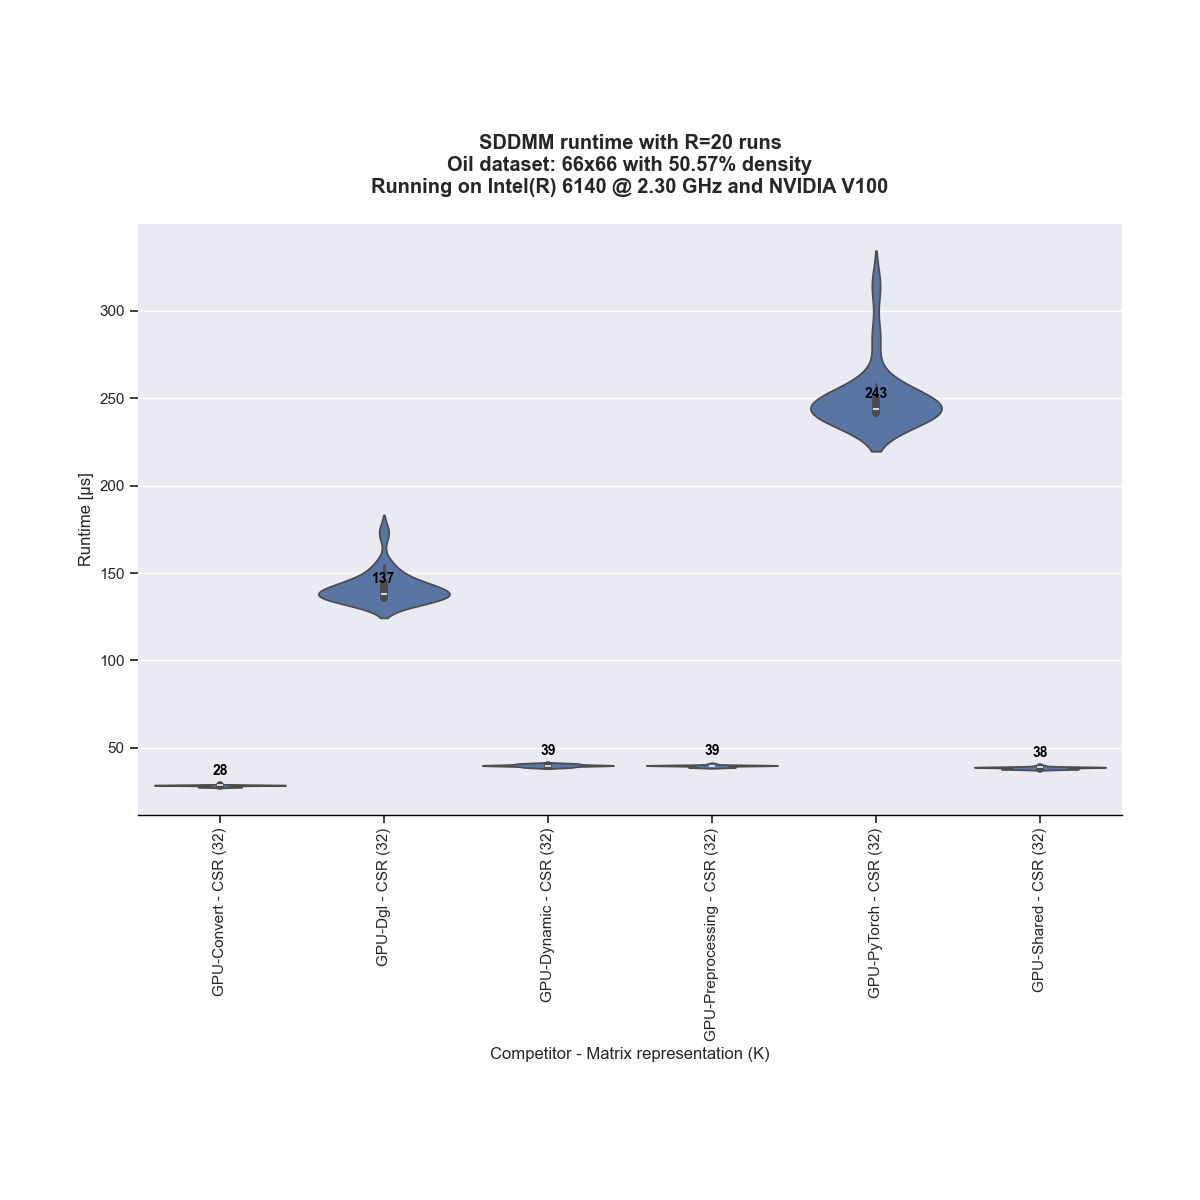 SDDMM runtime with R=20 runs
Oil dataset: 66x66 with 50.57% density
Running on Intel(R) 6140 @ 2.30 GHz and NVIDIA V100
Runtime [µs]
300
250
200
150
100
50
28
137
39
39
243
38
GPU-Convert - CSR (32)
GPU-Dgl - CSR (32)
GPU-Dynamic - CSR (32)
GPU-Preprocessing - CSR (32)
GPU-PyTorch - CSR (32)
GPU-Shared - CSR (32)
Competitor - Matrix representation (K)